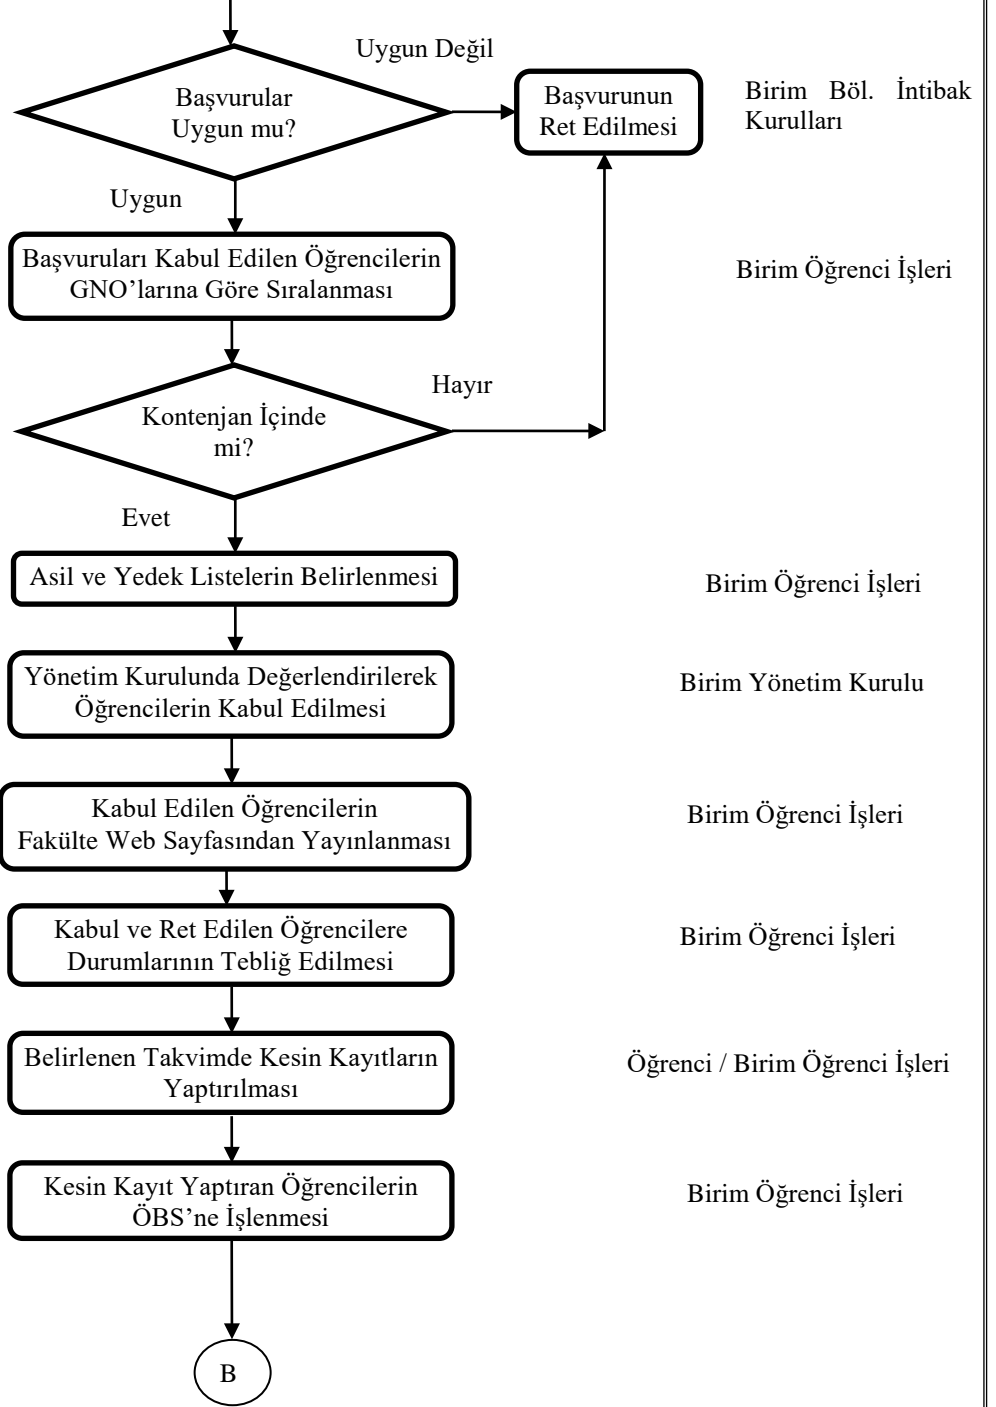 Uygun Değil
Başvurular
Uygun mu?
Başvurunun
Ret Edilmesi
Birim Böl. İntibak
Kurulları
Uygun
Başvuruları Kabul Edilen Öğrencilerin
GNO’larına Göre Sıralanması
Birim Öğrenci İşleri
Hayır
Kontenjan İçinde
mi?
Evet
Asil ve Yedek Listelerin Belirlenmesi
Birim Öğrenci İşleri
Yönetim Kurulunda Değerlendirilerek
Öğrencilerin Kabul Edilmesi
Birim Yönetim Kurulu
Kabul Edilen Öğrencilerin
Fakülte Web Sayfasından Yayınlanması
Birim Öğrenci İşleri
Kabul ve Ret Edilen Öğrencilere
Durumlarının Tebliğ Edilmesi
Birim Öğrenci İşleri
Belirlenen Takvimde Kesin Kayıtların
Yaptırılması
Öğrenci / Birim Öğrenci İşleri
Kesin Kayıt Yaptıran Öğrencilerin
ÖBS’ne İşlenmesi
Birim Öğrenci İşleri
B